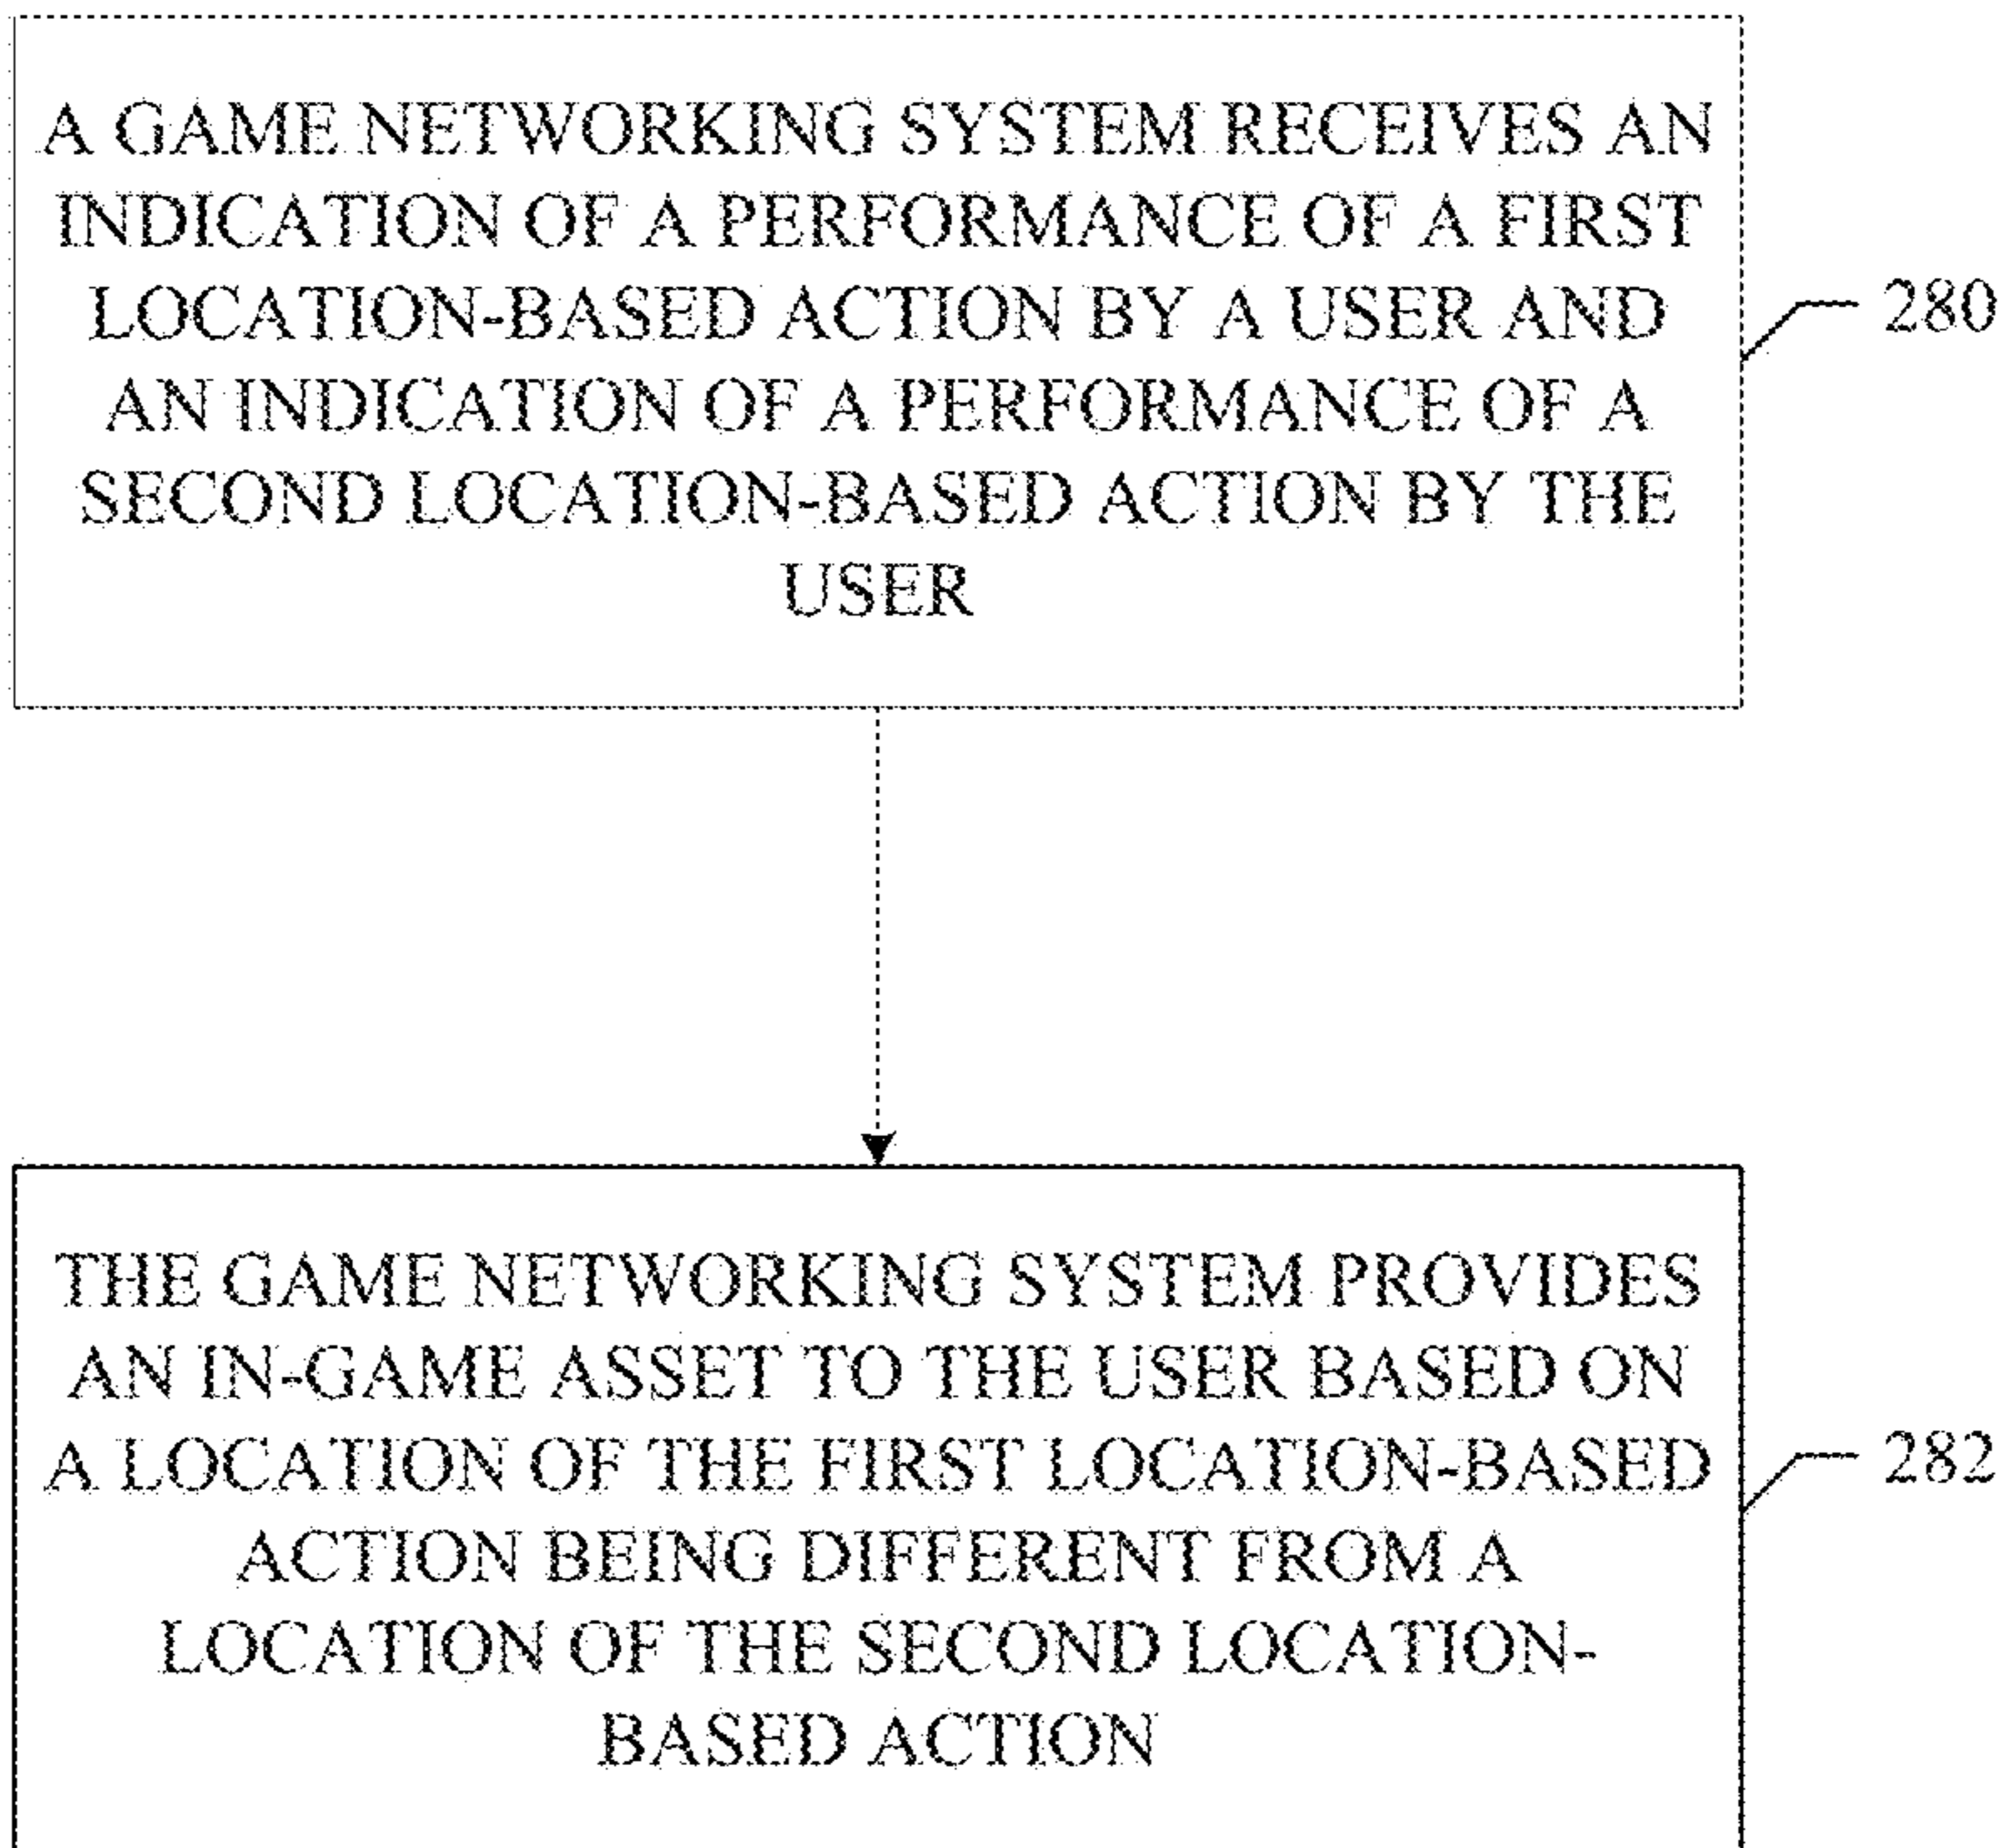 A GAME NETWORKING SYSTEM RECEIVES AN
INDICATION OF A PERFORMANCE OF A FIRST
LOCATION-BASED ACTION BY A USER AND
AN INDICATION OF A PERFORMANCE OF A
SECOND LOCATION-BASED ACTION BY THE
USER
280
THE GAME NETWORKING SYSTEM PROVIDES
AN IN-GAME ASSET TO THE USER BASED ON
A LOCATION OF THE FIRST LOCATION-BASED
ACTION BEING DIFFERENT FROM A
LOCATION OF THE SECOND LOCATION-
BASED ACTION
282